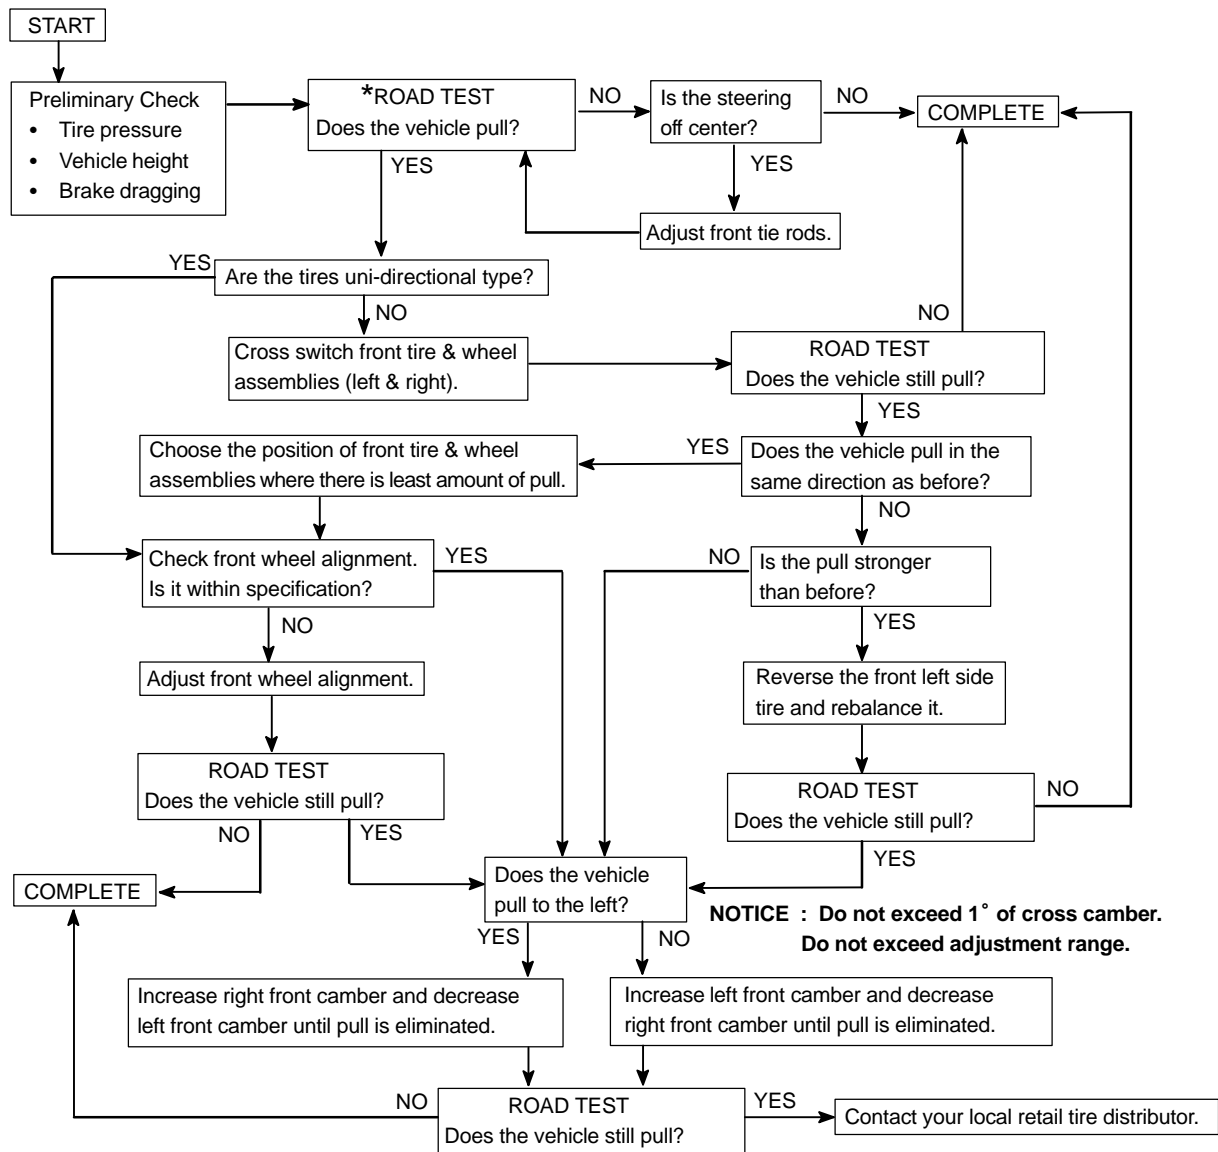 START
Preliminary Check
• Tire pressure
• Vehicle height
• Brake dragging
*ROAD TEST
Does the vehicle pull?
NO
Is the steering
off center?
NO
COMPLETE
YES
YES
Adjust front tie rods.
YES
Are the tires uni-directional type?
NO
Cross switch front tire & wheel
assemblies (left & right).
NO
ROAD TEST
Does the vehicle still pull?
YES
Choose the position of front tire & wheel
assemblies where there is least amount of pull.
YES
Does the vehicle pull in the
same direction as before?
NO
Check front wheel alignment.
Is it within specification?
YES
NO
Is the pull stronger
than before?
NO
YES
Adjust front wheel alignment.
Reverse the front left side
tire and rebalance it.
ROAD TEST
Does the vehicle still pull?
NO
YES
ROAD TEST
Does the vehicle still pull?
NO
YES
COMPLETE
Does the vehicle
pull to the left?
NOTICE : Do not exceed 1° of cross camber.
Do not exceed adjustment range.
YES
NO
Increase right front camber and decrease
left front camber until pull is eliminated.
Increase left front camber and decrease
right front camber until pull is eliminated.
NO
ROAD TEST
Does the vehicle still pull?
YES
Contact your local retail tire distributor.